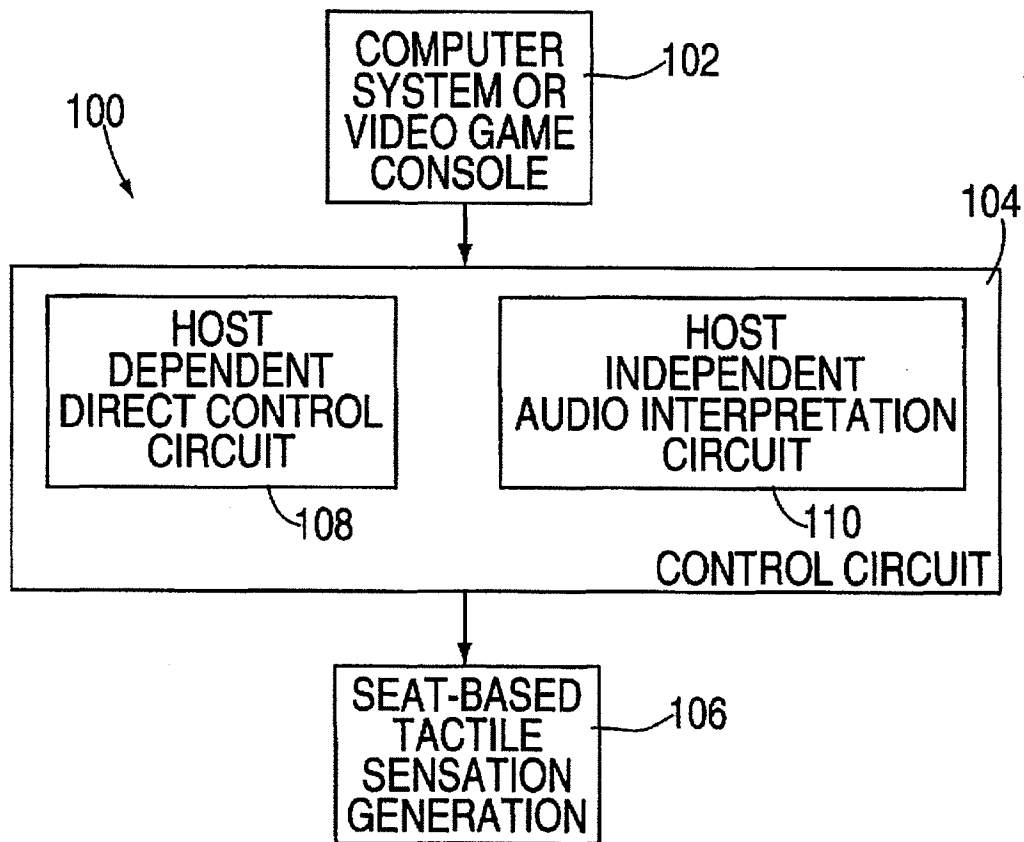 COMPUTER
SYSTEM OR
VIDEO GAME
CONSOLE
102
100
104
HOST
DEPENDENT
DIRECT CONTROL
CIRCUIT
108
HOST
INDEPENDENT
AUDIO INTERPRETATION
CIRCUIT
110
CONTROL CIRCUIT
SEAT-BASED
TACTILE
SENSATION
GENERATION
106